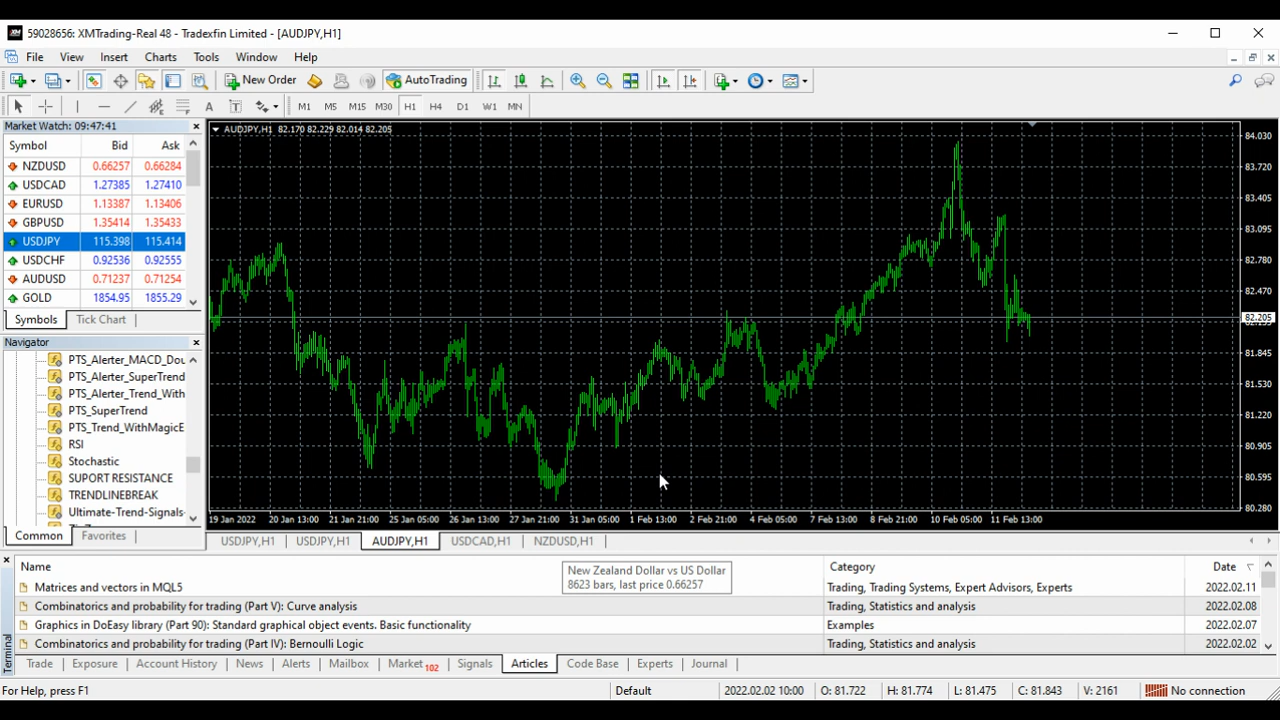 59028656: XMTrading-Real 48 - Tradexfin Limited - [AUDJPY,H1]
File View Insert Charts Tools Window Help
New Order AutoTrading
A T M1 M5 M15 M30 H1 H4 D1 W1 MN
Market Watch: 09:47:41
Symbol Bid Ask
NZDUSD 0.66257 0.66284
USDCAD 1.27385 1.27410
EURUSD 1.13387 1.13406
GBPUSD 1.35414 1.35433
USDJPY 115.398 115.414
USDCHF 0.92536 0.92555
AUDUSD 0.71237 0.71254
GOLD 1854.95 1855.29
Symbols Tick Chart
Navigator
PTS_Alerter_MACD_Dou
PTS_Alerter_SuperTrend
PTS_Alerter_Trend_With
PTS_SuperTrend
PTS_Trend_WithMagicE
RSI
Stochastic
SUPORT RESISTANCE
TRENDLINEBREAK
Ultimate-Trend-Signals-
Common Favorites
AUDJPY,H1 82.170 82.229 82.014 82.205
84.030
83.720
83.405
83.095
82.780
82.470
82.205
82.155
81.845
81.530
81.220
80.905
80.595
80.280
19 Jan 2022 20 Jan 13:00 21 Jan 21:00 25 Jan 05:00 26 Jan 13:00 27 Jan 21:00 31 Jan 05:00 1 Feb 13:00 2 Feb 21:00 4 Feb 05:00 7 Feb 13:00 8 Feb 21:00 10 Feb 05:00 11 Feb 13:00
USDJPY,H1 USDJPY,H1 AUDJPY,H1 USDCAD,H1 NZDUSD,H1
New Zealand Dollar vs US Dollar
8623 bars, last price 0.66257
Name Category Date
Matrices and vectors in MQL5 Trading, Trading Systems, Expert Advisors, Experts 2022.02.11
Combinatorics and probability for trading (Part V): Curve analysis Trading, Statistics and analysis 2022.02.08
Graphics in DoEasy library (Part 90): Standard graphical object events. Basic functionality Examples 2022.02.07
Combinatorics and probability for trading (Part IV): Bernoulli Logic Trading, Statistics and analysis 2022.02.02
Terminal
Trade Exposure Account History News Alerts Mailbox Market 102 Signals Articles Code Base Experts Journal
For Help, press F1 Default 2022.02.02 10:00 O: 81.722 H: 81.774 L: 81.475 C: 81.843 V: 2161 No connection